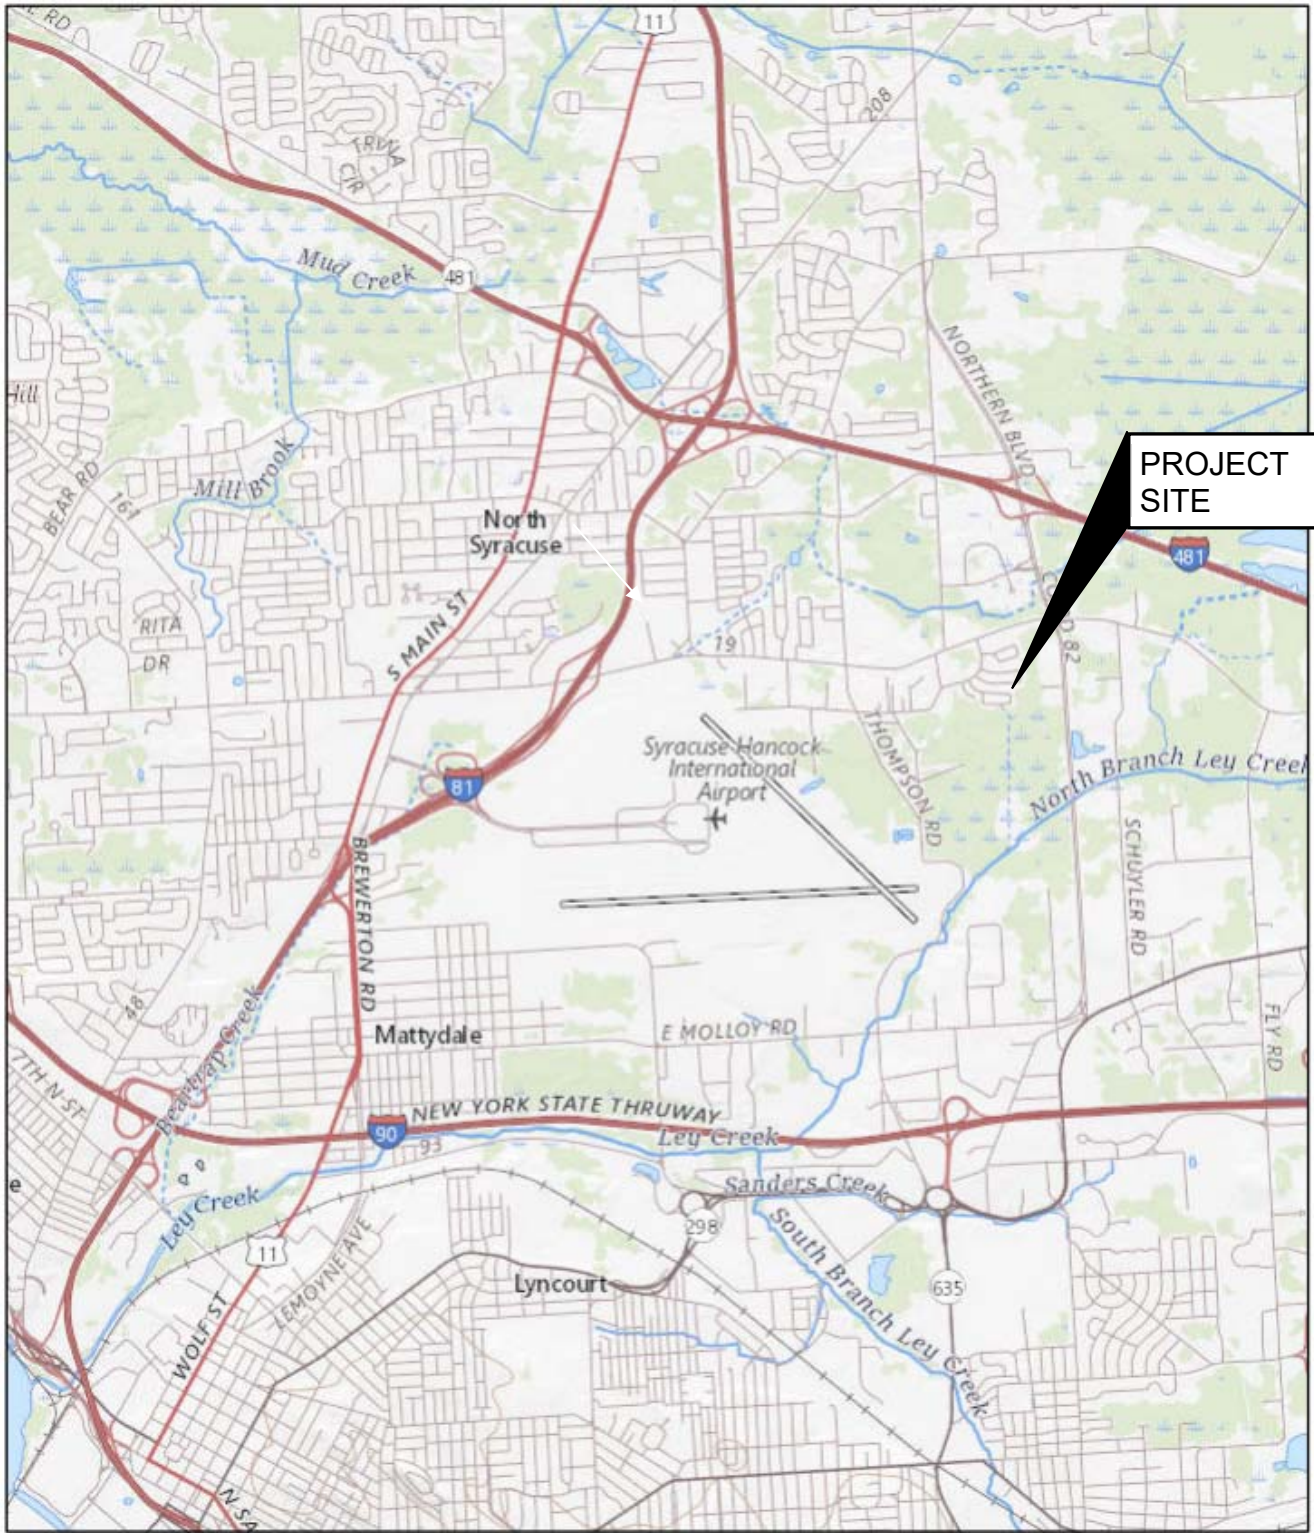 11
RD
208
TRINA
CIR
Mud Creek
481
NORTHERN BLVD
PROJECT
SITE
Mill Brook
BEAR RD
161
North
Syracuse
481
S MAIN ST
RITA
DR
19
82
THOMPSON RD
Syracuse Hancock
International
Airport
North Branch Ley Creek
81
BREWERTON RD
SCHUYLER RD
48
Beartrap Creek
Mattydale
E MOLLOY RD
FLY RD
7TH N ST
NEW YORK STATE THRUWAY
90
93
Ley Creek
Sanders Creek
Ley Creek
298
South Branch Ley Creek
11
LEMOYNE AVE
Lyncourt
635
WOLF ST
N SA